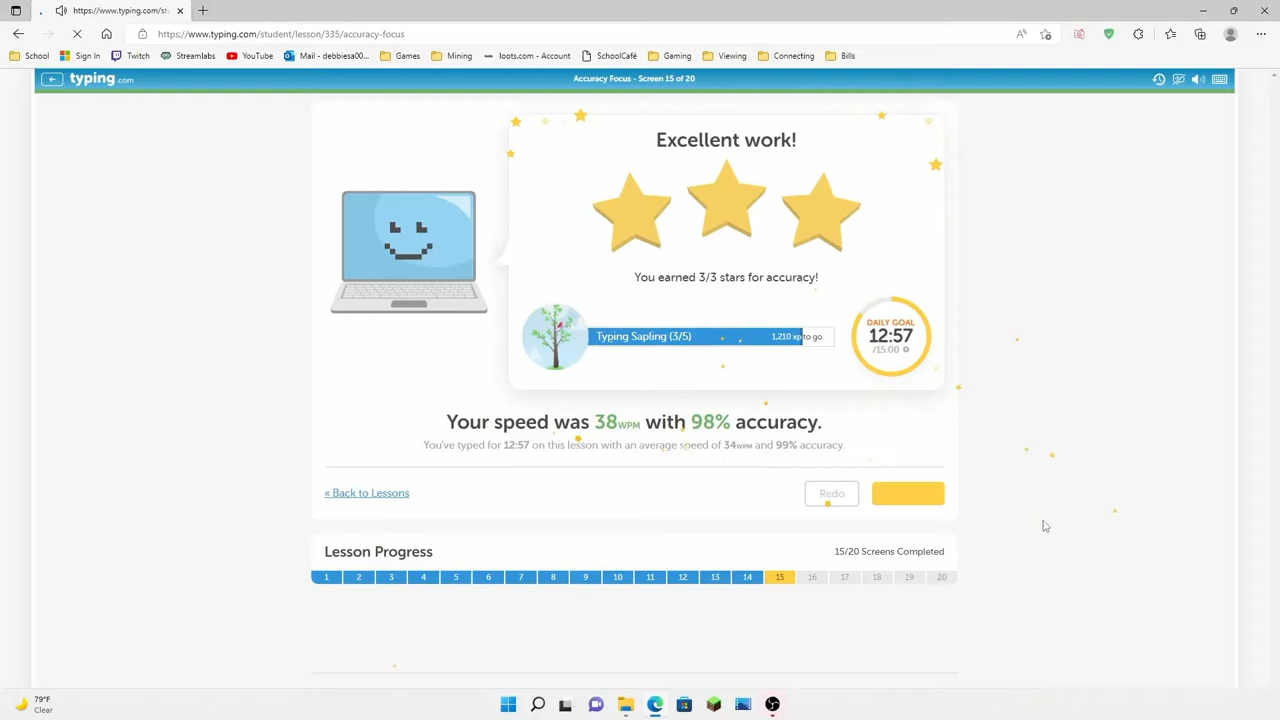 https://www.typing.com/st
https://www.typing.com/student/lesson/335/accuracy-focus
School
Sign In
Twitch
Streamlabs
YouTube
Mail - debbiesa00...
Games
Mining
loots.com - Account
SchoolCafé
Gaming
Viewing
Connecting
Bills
typing.com
Accuracy Focus - Screen 15 of 20
Excellent work!
You earned 3/3 stars for accuracy!
Typing Sapling (3/5)
1,210 xp to go
DAILY GOAL
12:57
/15:00
Your speed was 38WPM with 98% accuracy.
You've typed for 12:57 on this lesson with an average speed of 34WPM and 99% accuracy.
« Back to Lessons
Redo
Lesson Progress
15/20 Screens Completed
1 2 3 4 5 6 7 8 9 10 11 12 13 14 15 16 17 18 19 20
79°F
Clear